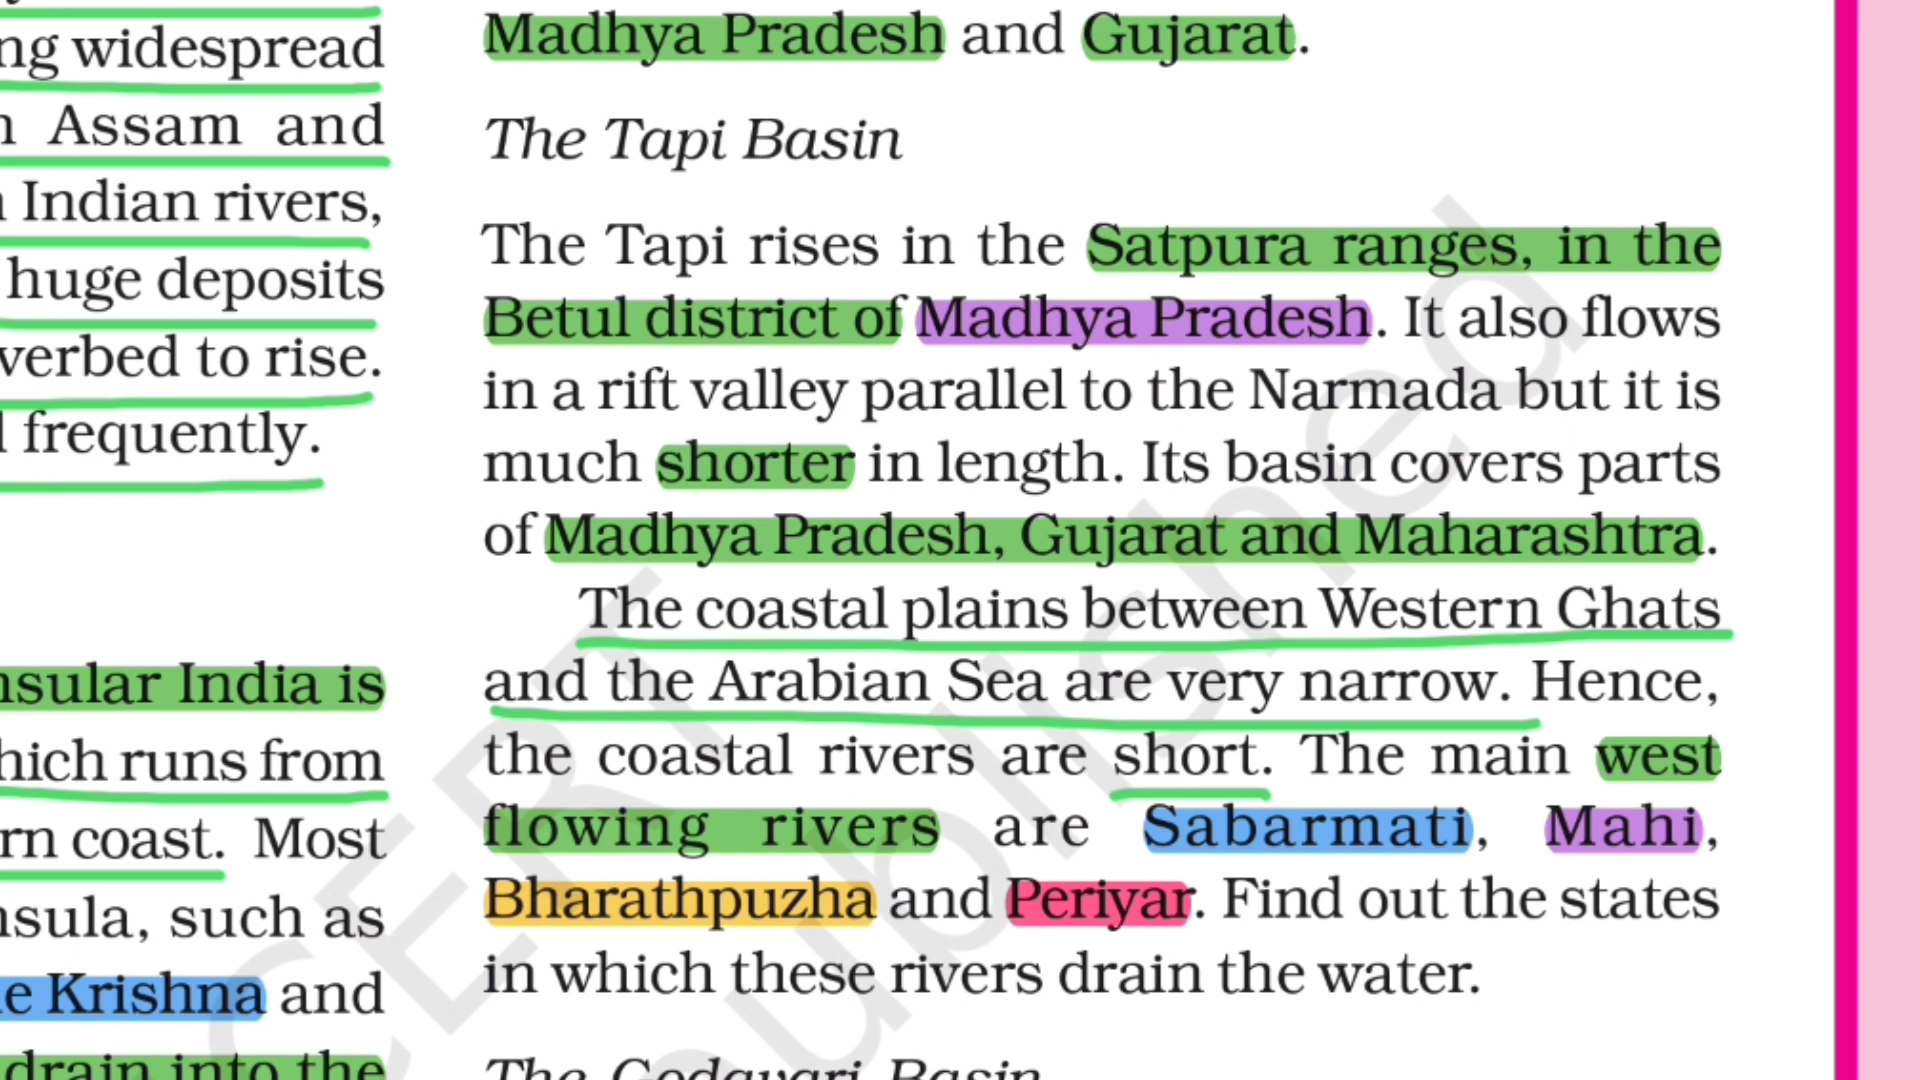 ng widespread
Assam and
Indian rivers,
huge deposits
verbed to rise.
frequently.
nsular India is
hich runs from
rn coast. Most
nsula, such as
e Krishna and
drain into the
Madhya Pradesh and Gujarat.
The Tapi Basin
The Tapi rises in the Satpura ranges, in the
Betul district of Madhya Pradesh. It also flows
in a rift valley parallel to the Narmada but it is
much shorter in length. Its basin covers parts
of Madhya Pradesh, Gujarat and Maharashtra.
The coastal plains between Western Ghats
and the Arabian Sea are very narrow. Hence,
the coastal rivers are short. The main west
flowing rivers are Sabarmati, Mahi,
Bharathpuzha and Periyar. Find out the states
in which these rivers drain the water.
The Godavari Basin